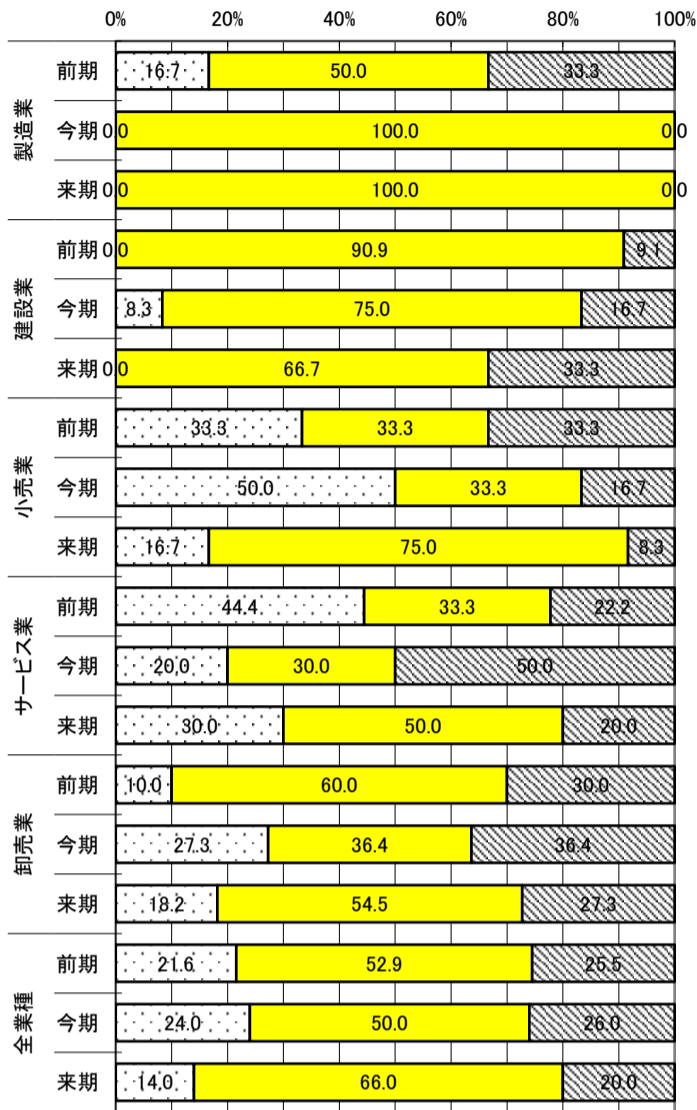 0% 20% 40% 60% 80% 100%
製造業
前期 16.7 50.0 33.3
今期 0.0 100.0 0.0
来期 0.0 100.0 0.0
建設業
前期 0.0 90.9 9.1
今期 8.3 75.0 16.7
来期 0.0 66.7 33.3
小売業
前期 33.3 33.3 33.3
今期 50.0 33.3 16.7
来期 16.7 75.0 8.3
サービス業
前期 44.4 33.3 22.2
今期 20.0 30.0 50.0
来期 30.0 50.0 20.0
卸売業
前期 10.0 60.0 30.0
今期 27.3 36.4 36.4
来期 18.2 54.5 27.3
全業種
前期 21.6 52.9 25.5
今期 24.0 50.0 26.0
来期 14.0 66.0 20.0